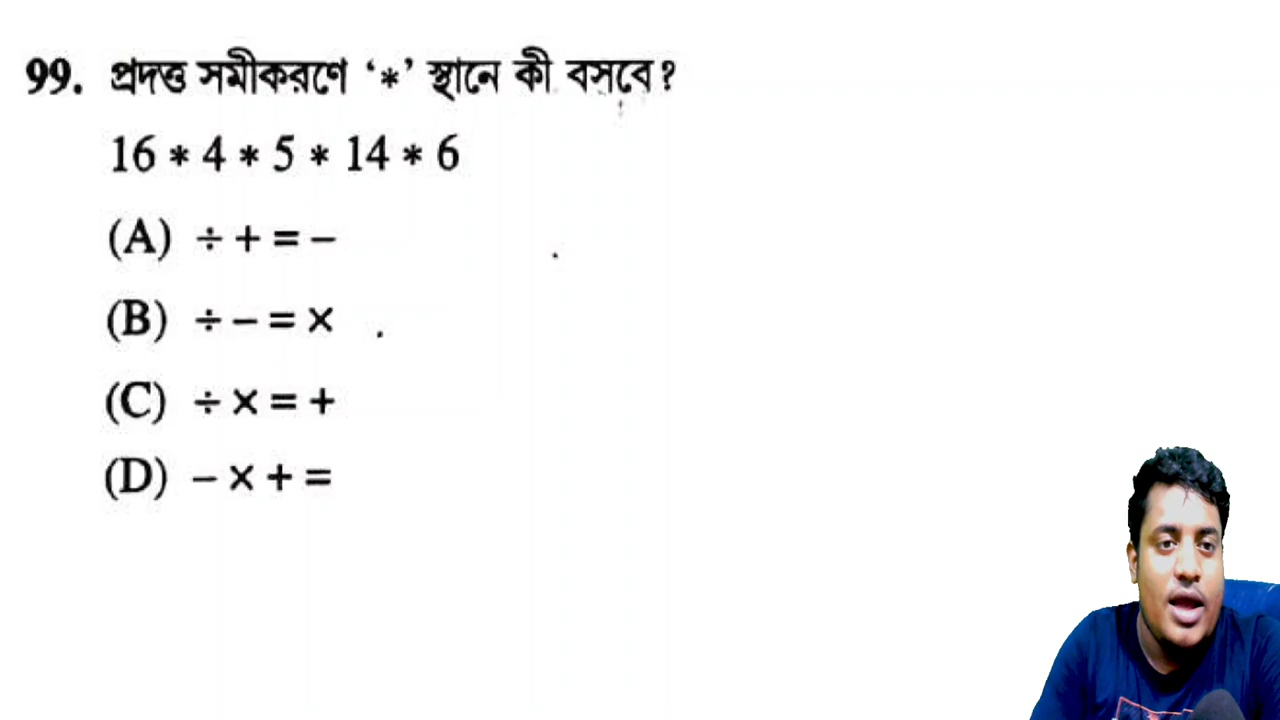 99. প্রদত্ত সমীকরণে ‘*’ স্থানে কী বসবে?
16 * 4 * 5 * 14 * 6
(A) ÷ + = –
(B) ÷ – = ×
(C) ÷ × = +
(D) – × + =